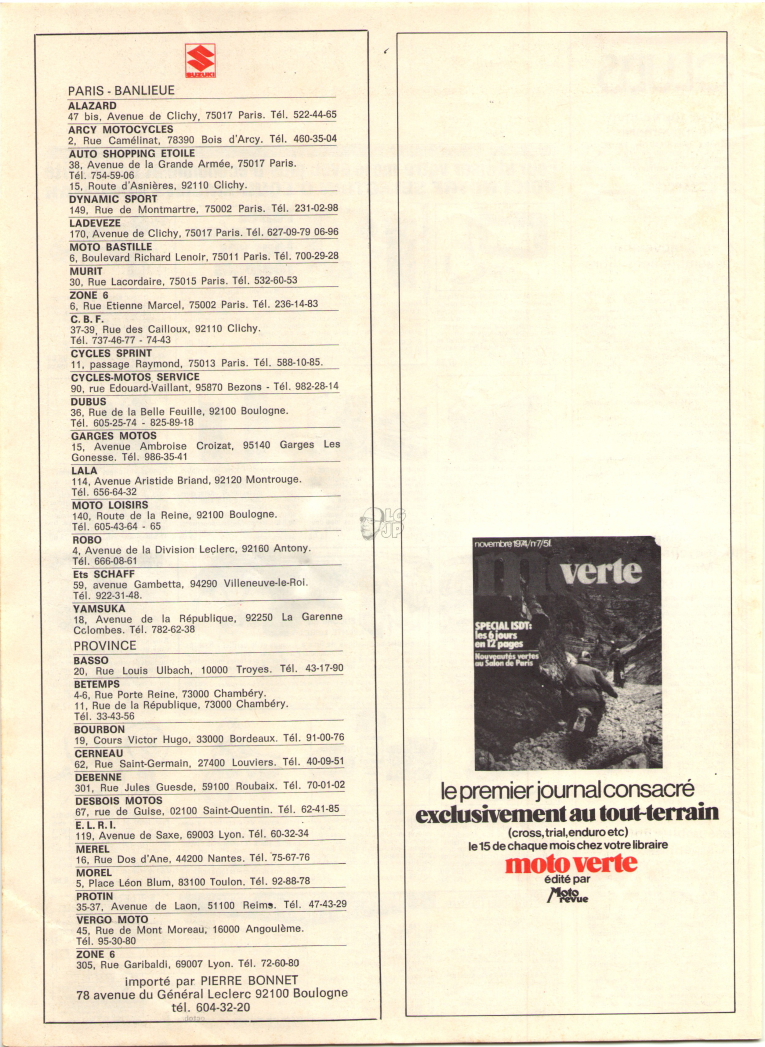 SUZUKI
PARIS - BANLIEUE
ALAZARD
47 bis, Avenue de Clichy, 75017 Paris. Tél. 522-44-65
ARCY MOTOCYCLES
2, Rue Camélinat, 78390 Bois d'Arcy. Tél. 460-35-04
AUTO SHOPPING ETOILE
38, Avenue de la Grande Armée, 75017 Paris.
Tél. 754-59-06
15, Route d'Asnières, 92110 Clichy.
DYNAMIC SPORT
149, Rue de Montmartre, 75002 Paris. Tél. 231-02-98
LADEVEZE
170, Avenue de Clichy, 75017 Paris. Tél. 627-09-79 06-96
MOTO BASTILLE
6, Boulevard Richard Lenoir, 75011 Paris. Tél. 700-29-28
MURIT
30, Rue Lacordaire, 75015 Paris. Tél. 532-60-53
ZONE 6
6, Rue Etienne Marcel, 75002 Paris. Tél. 236-14-83
C. B. F.
37-39, Rue des Cailloux, 92110 Clichy.
Tél. 737-46-77 - 74-43
CYCLES SPRINT
11, passage Raymond, 75013 Paris. Tél. 588-10-85.
CYCLES-MOTOS SERVICE
90, rue Edouard-Vaillant, 95870 Bezons - Tél. 982-28-14
DUBUS
36, Rue de la Belle Feuille, 92100 Boulogne.
Tél. 605-25-74 - 825-89-18
GARGES MOTOS
15, Avenue Ambroise Croizat, 95140 Garges Les
Gonesse. Tél. 986-35-41
LALA
114, Avenue Aristide Briand, 92120 Montrouge.
Tél. 656-64-32
MOTO LOISIRS
140, Route de la Reine, 92100 Boulogne.
Tél. 605-43-64 - 65
ROBO
4, Avenue de la Division Leclerc, 92160 Antony.
Tél. 666-08-61
Ets SCHAFF
59, avenue Gambetta, 94290 Villeneuve-le-Roi.
Tél. 922-31-48.
YAMSUKA
18, Avenue de la République, 92250 La Garenne
Colombes. Tél. 782-62-38
PROVINCE
BASSO
20, Rue Louis Ulbach, 10000 Troyes. Tél. 43-17-90
BETEMPS
4-6, Rue Porte Reine, 73000 Chambéry.
11, Rue de la République, 73000 Chambéry.
Tél. 33-43-56
BOURBON
19, Cours Victor Hugo, 33000 Bordeaux. Tél. 91-00-76
CERNEAU
62, Rue Saint-Germain, 27400 Louviers. Tél. 40-09-51
DEBENNE
301, Rue Jules Guesde, 59100 Roubaix. Tél. 70-01-02
DESBOIS MOTOS
67, rue de Guise, 02100 Saint-Quentin. Tél. 62-41-85
E. L. R. I.
119, Avenue de Saxe, 69003 Lyon. Tél. 60-32-34
MEREL
16, Rue Dos d'Ane, 44200 Nantes. Tél. 75-67-76
MOREL
5, Place Léon Blum, 83100 Toulon. Tél. 92-88-78
PROTIN
35-37, Avenue de Laon, 51100 Reims. Tél. 47-43-29
VERGO MOTO
45, Rue de Mont Moreau, 16000 Angoulême.
Tél. 95-30-80
ZONE 6
305, Rue Garibaldi, 69007 Lyon. Tél. 72-60-80
importé par PIERRE BONNET
78 avenue du Général Leclerc 92100 Boulogne
tél. 604-32-20
LG
JP
novembre 1974/n°7/5f.
moto
verte
SPECIAL ISDT:
les 6 jours
en 12 pages
Nouveautés vertes
au Salon de Paris
le premier journal consacré
exclusivement au tout-terrain
(cross, trial, enduro etc)
le 15 de chaque mois chez votre libraire
moto verte
édité par
Moto
revue